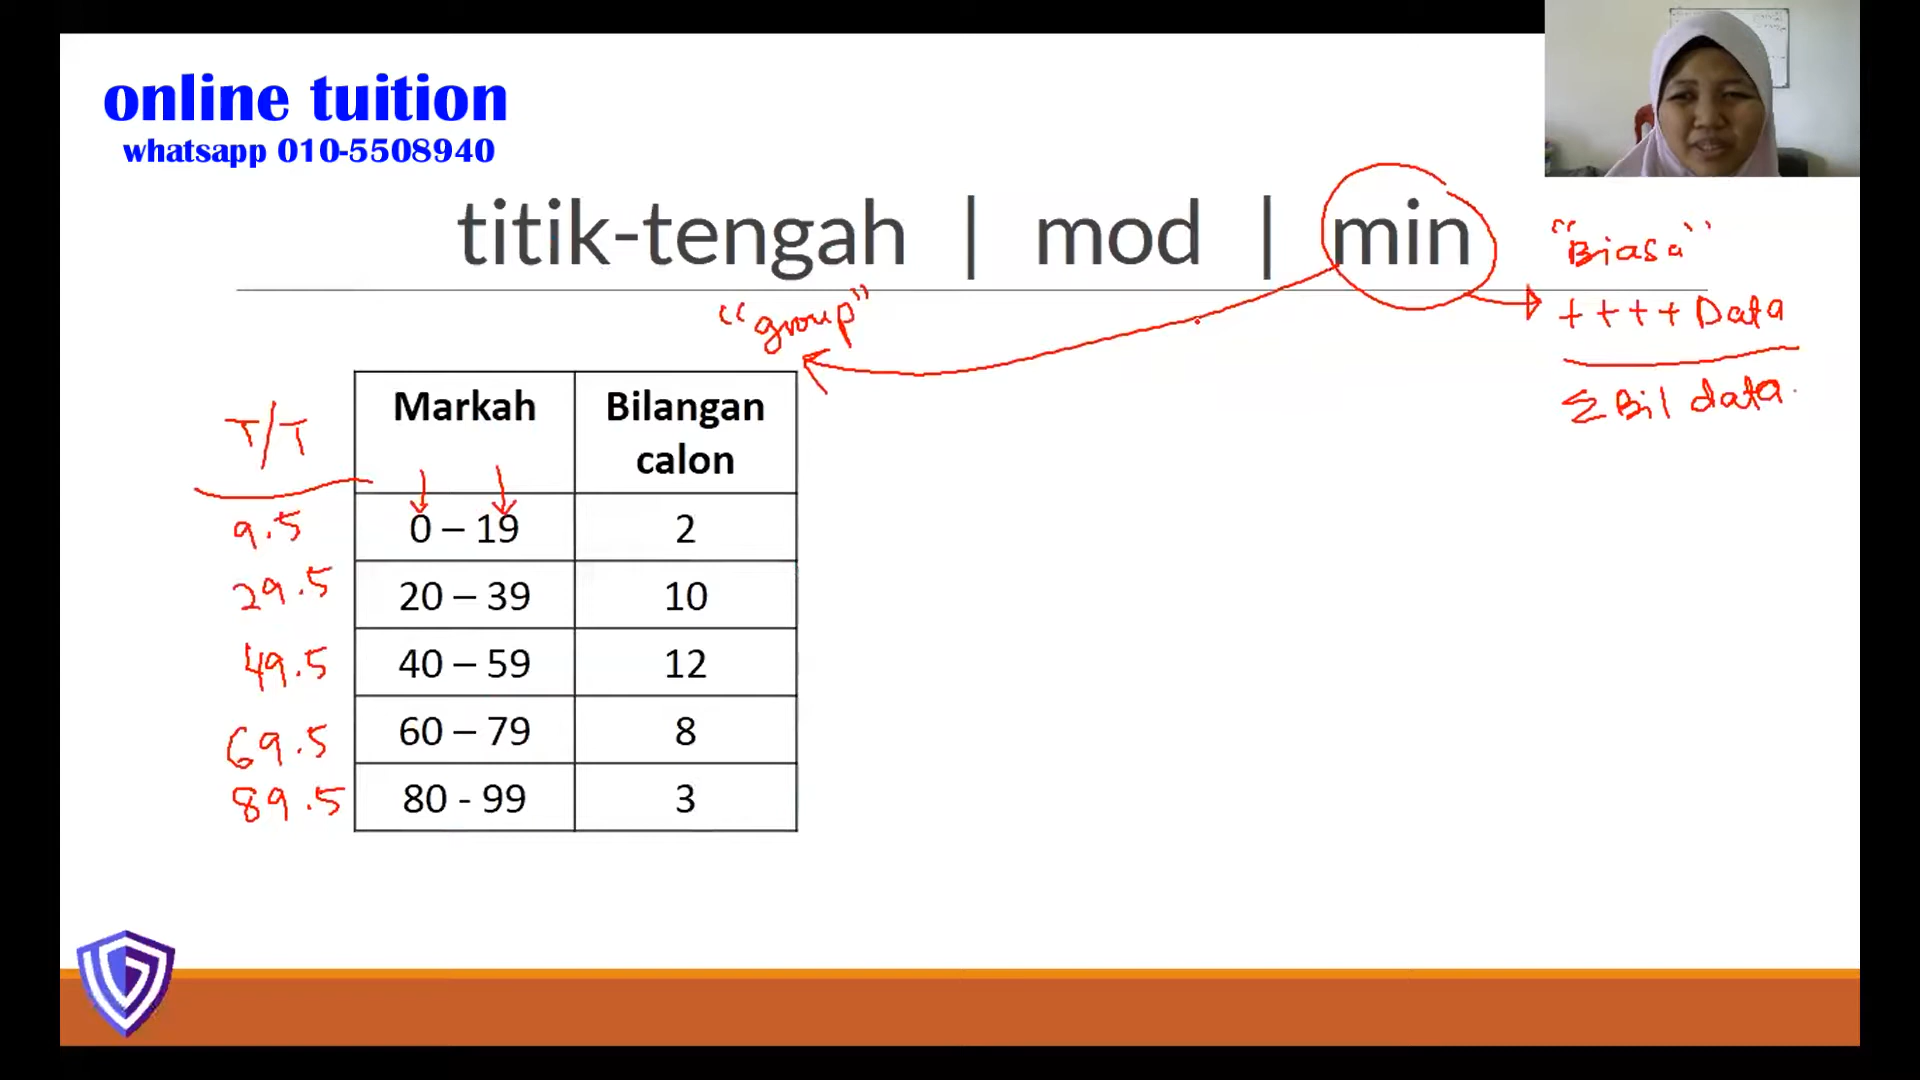 online tuition
whatsapp 010-5508940
titik-tengah | mod | min
"Biasa"
++++ Data
Σ Bil data.
"group"
T/T
Markah Bilangan calon
9.5 0 – 19 2
29.5 20 – 39 10
49.5 40 – 59 12
69.5 60 – 79 8
89.5 80 - 99 3